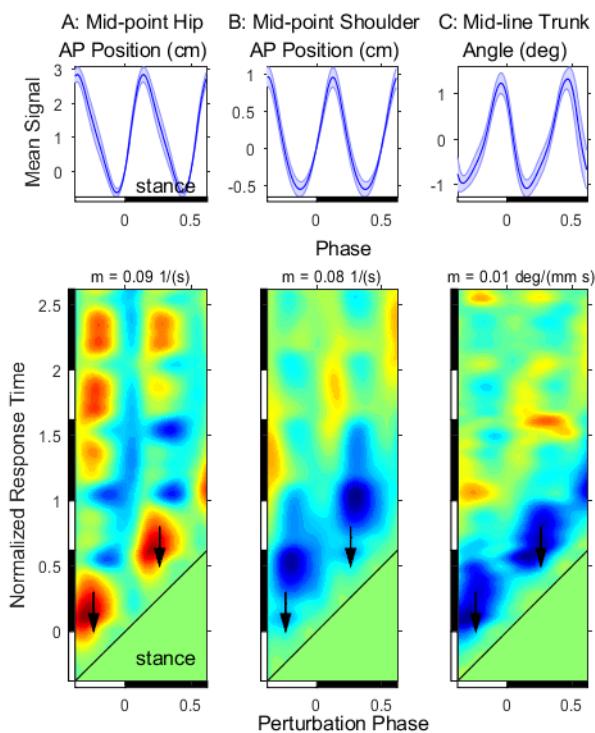 A: Mid-point Hip
AP Position (cm)
B: Mid-point Shoulder
AP Position (cm)
C: Mid-line Trunk
Angle (deg)
Mean Signal
3
2
1
0
stance
0
0.5
1
0.5
0
-0.5
0
0.5
1
0
-1
0
0.5
Phase
m = 0.09 1/(s)
m = 0.08 1/(s)
m = 0.01 deg/(mm s)
Normalized Response Time
2.5
2
1.5
1
0.5
0
stance
0
0.5
0
0.5
0
0.5
Perturbation Phase